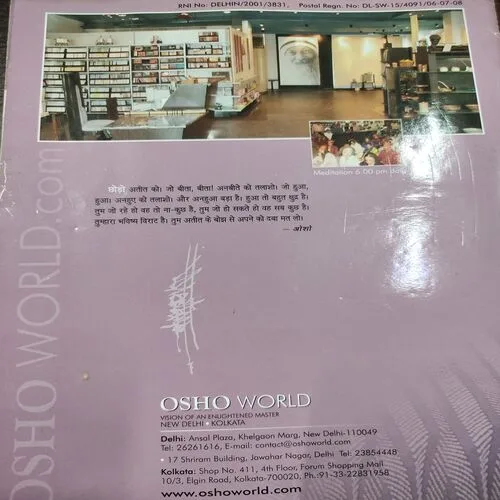 RNI No: DELHIN/2001/3831, Postal Regn. No: DL-SW-15/4091/06-07-08
Meditation 6.00 pm
छोड़ो अतीत को। जो बीता, बीता! अनबीते को तलाशो। जो हुआ,
हुआ। अनहुए को तलाशो। और अनहुआ बड़ा है। हुआ तो बहुत क्षुद्र है।
तुम जो रहे हो वह तो ना-कुछ है, तुम जो हो सकते हो वह सब कुछ है।
तुम्हारा भविष्य विराट है। तुम अतीत के बोझ से अपने को दबा मत लो।
– ओशो
OSHO WORLD.com
OSHO WORLD
VISION OF AN ENLIGHTENED MASTER
NEW DELHI • KOLKATA
Delhi: Ansal Plaza, Khelgaon Marg, New Delhi-110049
Tel: 26261616, E-mail: contact@oshoworld.com
• 17 Shriram Building, Jawahar Nagar, Delhi Tel: 23854448
Kolkata: Shop No. 411, 4th Floor, Forum Shopping Mall
10/3, Elgin Road, Kolkata-700020, Ph.:91-33-22831958
www.oshoworld.com